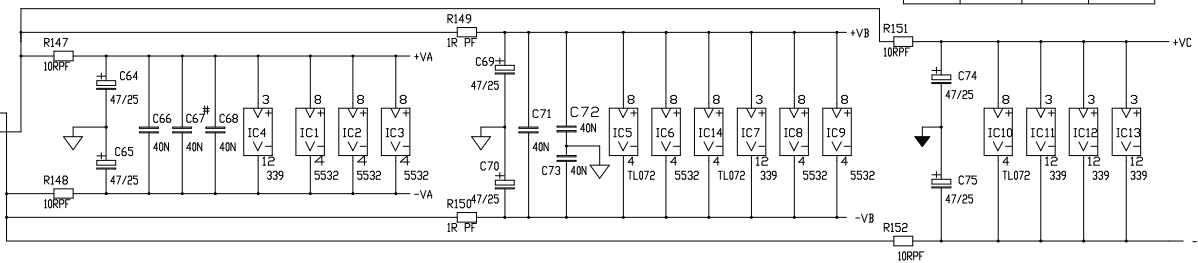 R149
1R PF
+VB
R151
10RPF
+VC
R147
10RPF
+VA
+
C64
47/25
C66
40N
C67
40N
#
C68
40N
3
IC4
12
339
8
IC1
4
5532
8
IC2
4
5532
8
IC3
4
5532
+
C65
47/25
R148
10RPF
-VA
C69
+
47/25
C71
40N
C72
40N
C73
40N
C70
+
47/25
R150
1R PF
-VB
8
IC5
4
TL072
8
IC6
4
5532
8
IC14
4
TL072
3
IC7
12
339
8
IC8
4
5532
8
IC9
4
5532
+
C74
47/25
+
C75
47/25
8
IC10
4
TL072
3
IC11
12
339
3
IC12
12
339
3
IC13
12
339
R152
10RPF